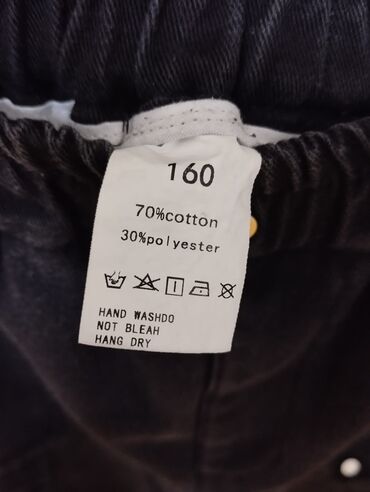 160
70%cotton
30%polyester
HAND WASHDO
NOT BLEAH
HANG DRY